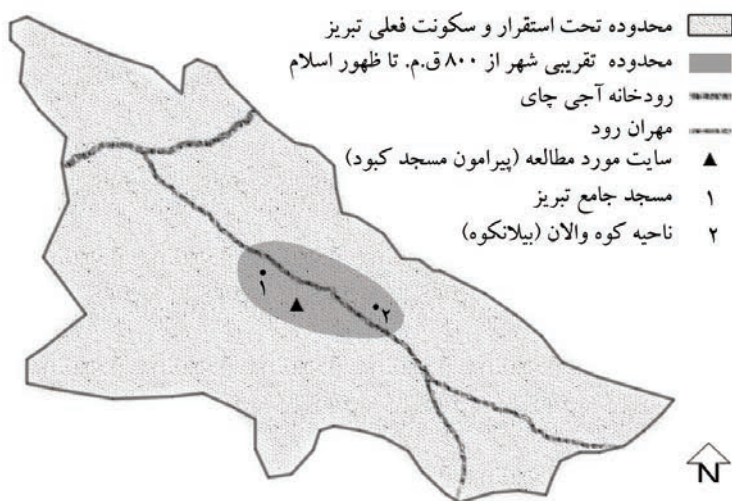 محدوده تحت استقرار و سکونت فعلی تبریز
محدوده تقریبی شهر از ۸۰۰ ق.م. تا ظهور اسلام
رودخانه آجی چای
مهران رود
سایت مورد مطالعه (پیرامون مسجد کبود)
۱ مسجد جامع تبریز
۲ ناحیه کوه والان (بیلانکوه)
۱
۲
N